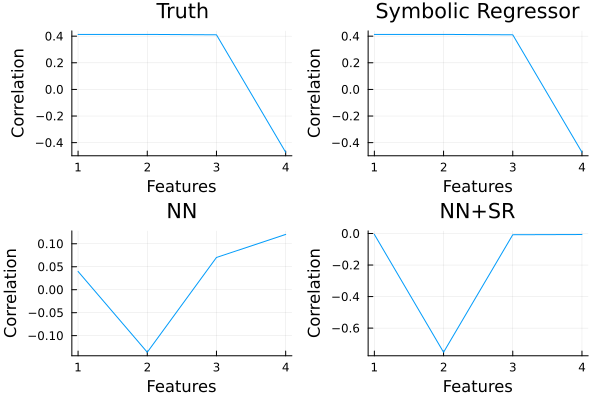 Truth
Correlation
0.4
0.2
0.0
−0.2
−0.4
1 2 3 4
Features
Symbolic Regressor
Correlation
0.4
0.2
0.0
−0.2
−0.4
1 2 3 4
Features
NN
Correlation
0.10
0.05
0.00
−0.05
−0.10
1 2 3 4
Features
NN+SR
Correlation
0.0
−0.2
−0.4
−0.6
1 2 3 4
Features